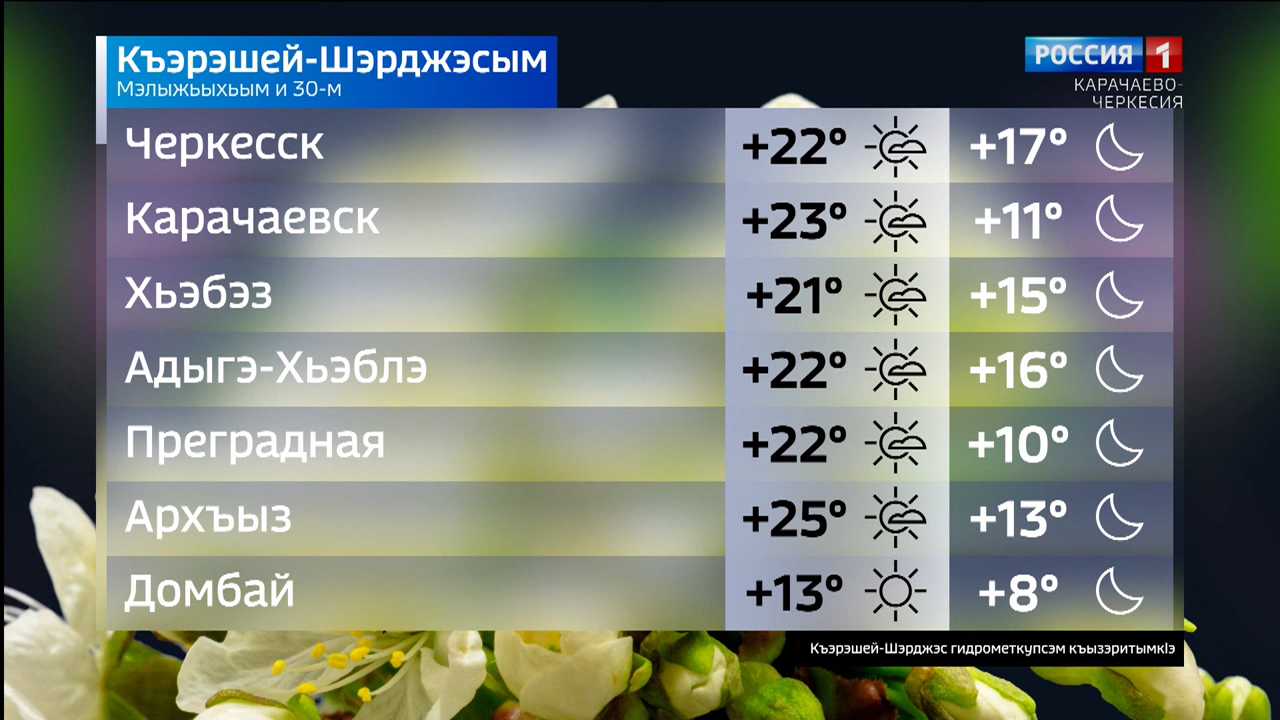 Къэрэшей-Шэрджэсым
Мэлыжьыхьым и 30-м
РОССИЯ 1
КАРАЧАЕВО-
ЧЕРКЕСИЯ
Черкесск +22° +17°
Карачаевск +23° +11°
Хьэбэз +21° +15°
Адыгэ-Хьэблэ +22° +16°
Преградная +22° +10°
Архъыз +25° +13°
Домбай +13° +8°
Къэрэшей-Шэрджэс гидрометкупсэм къызэритымкІэ